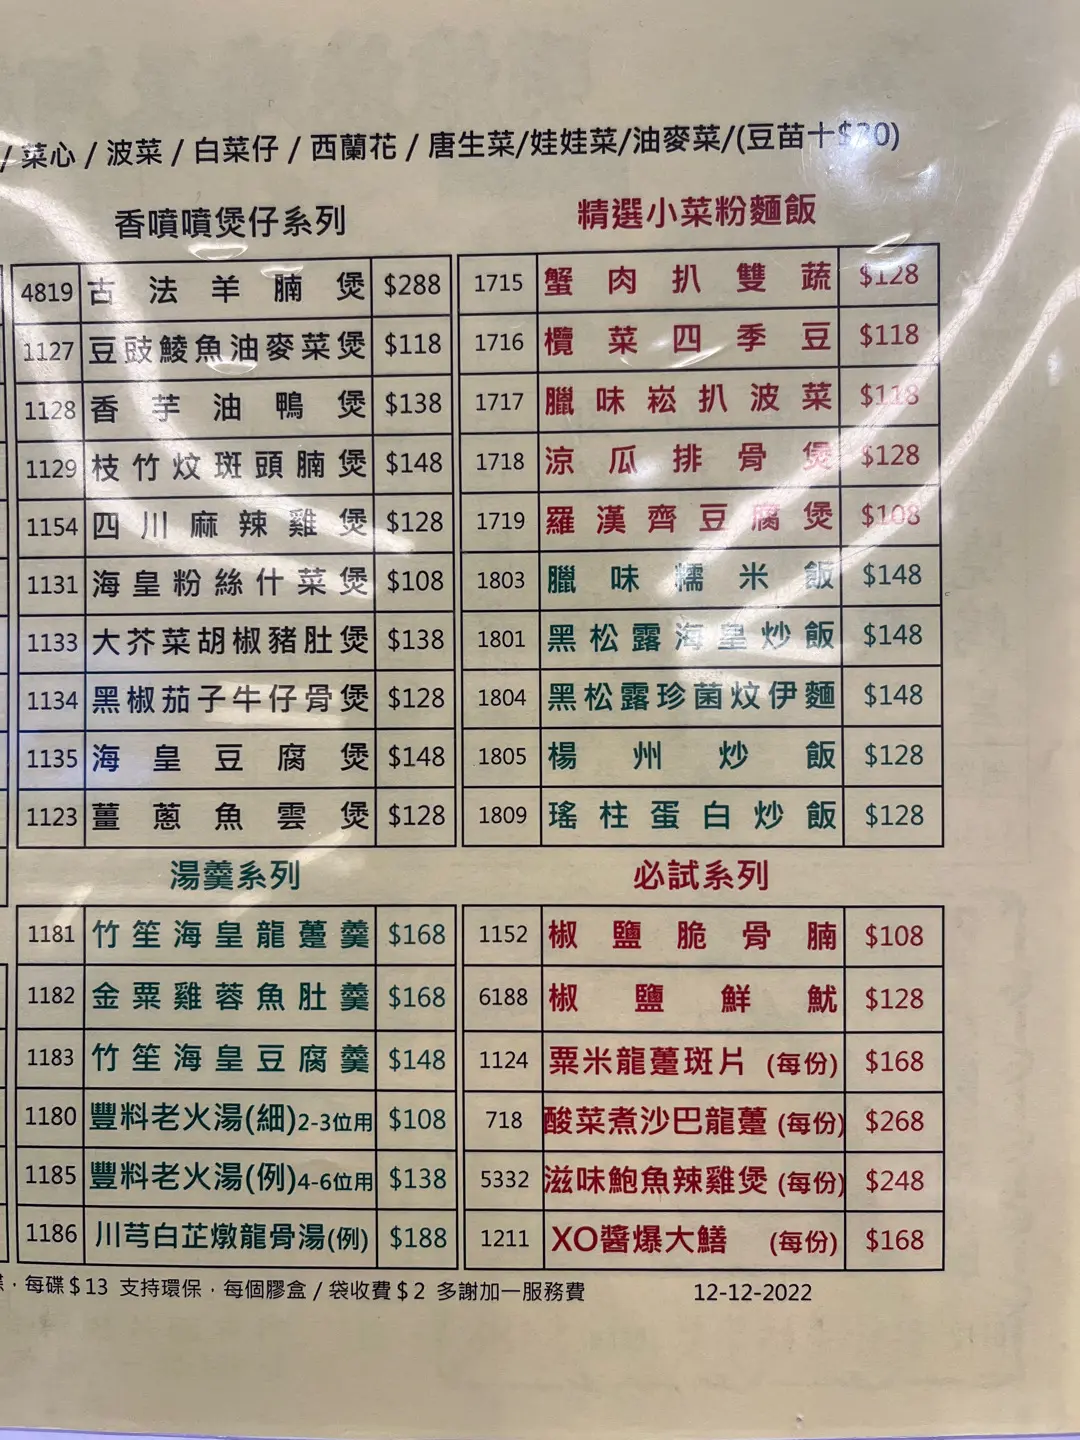 / 菜心 / 波菜 / 白菜仔 / 西蘭花 / 唐生菜/娃娃菜/油麥菜/(豆苗十$20)
香噴噴煲仔系列
4819 古法羊腩煲 $288
1127 豆豉鯪魚油麥菜煲 $118
1128 香芋油鴨煲 $138
1129 枝竹炆斑頭腩煲 $148
1154 四川麻辣雞煲 $128
1131 海皇粉絲什菜煲 $108
1133 大芥菜胡椒豬肚煲 $138
1134 黑椒茄子牛仔骨煲 $128
1135 海皇豆腐煲 $148
1123 薑蔥魚雲煲 $128
精選小菜粉麵飯
1715 蟹肉扒雙蔬 $128
1716 欖菜四季豆 $118
1717 臘味崧扒波菜 $118
1718 涼瓜排骨煲 $128
1719 羅漢齊豆腐煲 $108
1803 臘味糯米飯 $148
1801 黑松露海皇炒飯 $148
1804 黑松露珍菌炆伊麵 $148
1805 楊州炒飯 $128
1809 瑤柱蛋白炒飯 $128
湯羹系列
1181 竹笙海皇龍躉羹 $168
1182 金粟雞蓉魚肚羹 $168
1183 竹笙海皇豆腐羹 $148
1180 豐料老火湯(細)2-3位用 $108
1185 豐料老火湯(例)4-6位用 $138
1186 川芎白芷燉龍骨湯(例) $188
必試系列
1152 椒鹽脆骨腩 $108
6188 椒鹽鮮魷 $128
1124 粟米龍躉斑片 (每份) $168
718 酸菜煮沙巴龍躉 (每份) $268
5332 滋味鮑魚辣雞煲 (每份) $248
1211 XO醬爆大鱔 (每份) $168
碟．每碟$13 支持環保．每個膠盒 / 袋收費$2 多謝加一服務費
12-12-2022